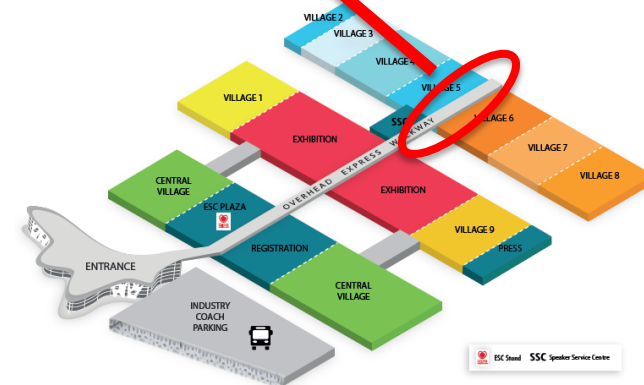 VILLAGE 2
VILLAGE 3
VILLAGE 4
VILLAGE 5
VILLAGE 1
SSC
VILLAGE 6
EXHIBITION
OVERHEAD EXPRESS WALKWAY
VILLAGE 7
VILLAGE 8
CENTRAL
VILLAGE
EXHIBITION
ESC PLAZA
VILLAGE 9
REGISTRATION
PRESS
ENTRANCE
CENTRAL
VILLAGE
INDUSTRY
COACH
PARKING
ESC Stand SSC Speaker Service Centre